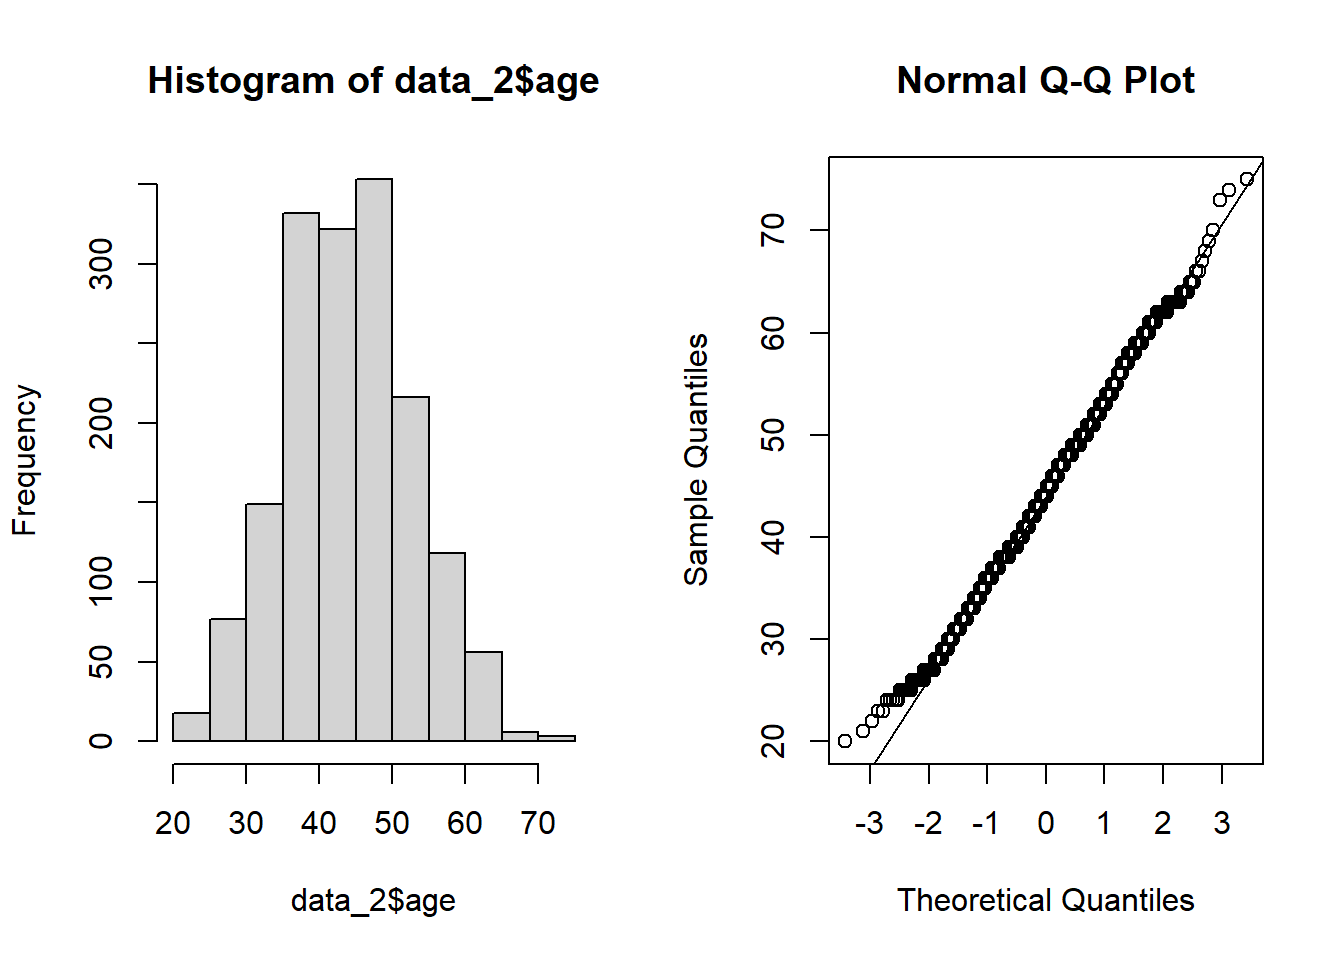 Histogram of data_2$age
Frequency
0
50
100
200
300
20 30 40 50 60 70
data_2$age
Normal Q-Q Plot
Sample Quantiles
20
30
40
50
60
70
-3 -2 -1 0 1 2 3
Theoretical Quantiles